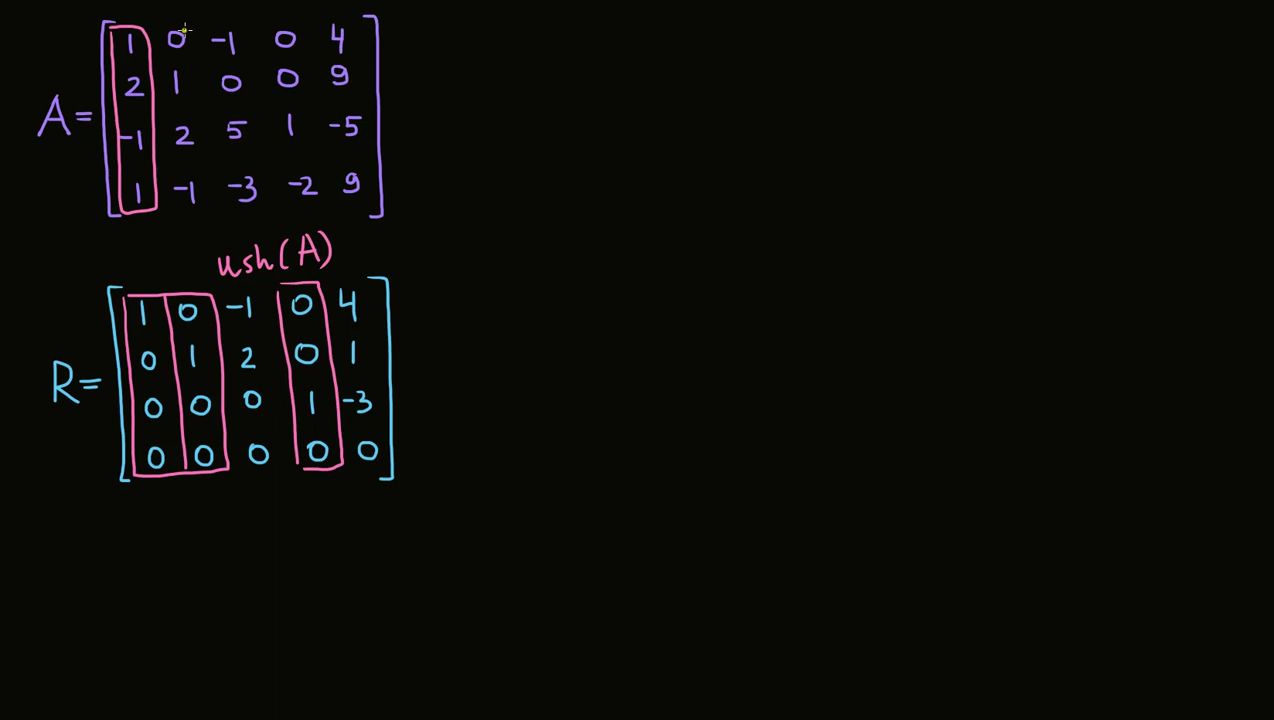 1 0 -1 0 4
2 1 0 0 9
A=
-1 2 5 1 -5
1 -1 -3 -2 9
ush(A)
1 0 -1 0 4
0 1 2 0 1
R=
0 0 0 1 -3
0 0 0 0 0